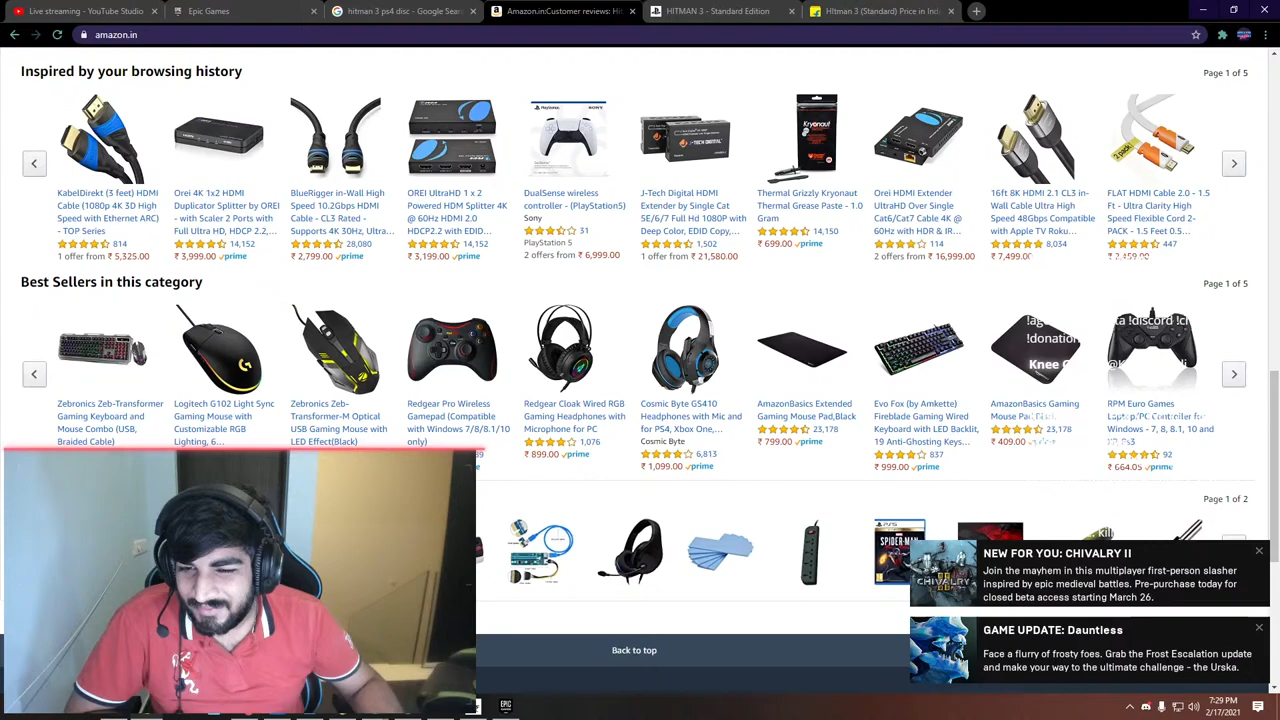 Live streaming - YouTube Studio
Epic Games
hitman 3 ps4 disc - Google Sear
Amazon.in:Customer reviews: Hit
HITMAN 3 - Standard Edition
Hitman 3 (Standard) Price in Ind
amazon.in
Inspired by your browsing history
Page 1 of 5
KabelDirekt (3 feet) HDMI
Cable (1080p 4K 3D High
Speed with Ethernet ARC)
- TOP Series
814
1 offer from ₹ 5,325.00
Orei 4K 1x2 HDMI
Duplicator Splitter by OREI
- with Scaler 2 Ports with
Full Ultra HD, HDCP 2.2,...
14,152
₹ 3,999.00 prime
BlueRigger in-Wall High
Speed 10.2Gbps HDMI
Cable - CL3 Rated -
Supports 4K 30Hz, Ultra...
28,080
₹ 2,799.00 prime
OREI UltraHD 1 x 2
Powered HDM Splitter 4K
@ 60Hz HDMI 2.0
HDCP2.2 with EDID...
14,152
₹ 3,199.00 prime
DualSense wireless
controller - (PlayStation5)
Sony
31
PlayStation 5
2 offers from ₹ 6,999.00
J-Tech Digital HDMI
Extender by Single Cat
5E/6/7 Full Hd 1080P with
Deep Color, EDID Copy,...
1,502
1 offer from ₹ 21,580.00
Thermal Grizzly Kryonaut
Thermal Grease Paste - 1.0
Gram
14,150
₹ 699.00 prime
Orei HDMI Extender
UltraHD Over Single
Cat6/Cat7 Cable 4K @
60Hz with HDR & IR...
114
2 offers from ₹ 16,999.00
16ft 8K HDMI 2.1 CL3 in-
Wall Cable Ultra High
Speed 48Gbps Compatible
with Apple TV Roku...
8,034
₹ 7,499.00
FLAT HDMI Cable 2.0 - 1.5
Ft - Ultra Clarity High
Speed Flexible Cord 2-
PACK - 1.5 Feet 0.5...
447
Best Sellers in this category
Page 1 of 5
!discord
!donation
Knee
Zebronics Zeb-Transformer
Gaming Keyboard and
Mouse Combo (USB,
Braided Cable)
Logitech G102 Light Sync
Gaming Mouse with
Customizable RGB
Lighting, 6...
Zebronics Zeb-
Transformer-M Optical
USB Gaming Mouse with
LED Effect(Black)
Redgear Pro Wireless
Gamepad (Compatible
with Windows 7/8/8.1/10
only)
Redgear Cloak Wired RGB
Gaming Headphones with
Microphone for PC
1,076
₹ 899.00 prime
Cosmic Byte GS410
Headphones with Mic and
for PS4, Xbox One,...
Cosmic Byte
6,813
₹ 1,099.00 prime
AmazonBasics Extended
Gaming Mouse Pad,Black
23,178
₹ 799.00 prime
Evo Fox (by Amkette)
Fireblade Gaming Wired
Keyboard with LED Backlit,
19 Anti-Ghosting Keys...
837
₹ 999.00 prime
AmazonBasics Gaming
Mouse
23,178
₹ 409.00
RPM Euro Games
Laptop/PC Controller for
Windows - 7, 8, 8.1, 10 and
92
₹ 664.05 prime
Page 1 of 2
NEW FOR YOU: CHIVALRY II
Join the mayhem in this multiplayer first-person slasher
inspired by epic medieval battles. Pre-purchase today for
closed beta access starting March 26.
GAME UPDATE: Dauntless
Face a flurry of frosty foes. Grab the Frost Escalation update
and make your way to the ultimate challenge - the Urska.
CHIVALRY
SPIDER-MAN
Back to top
7:29 PM
2/17/2021